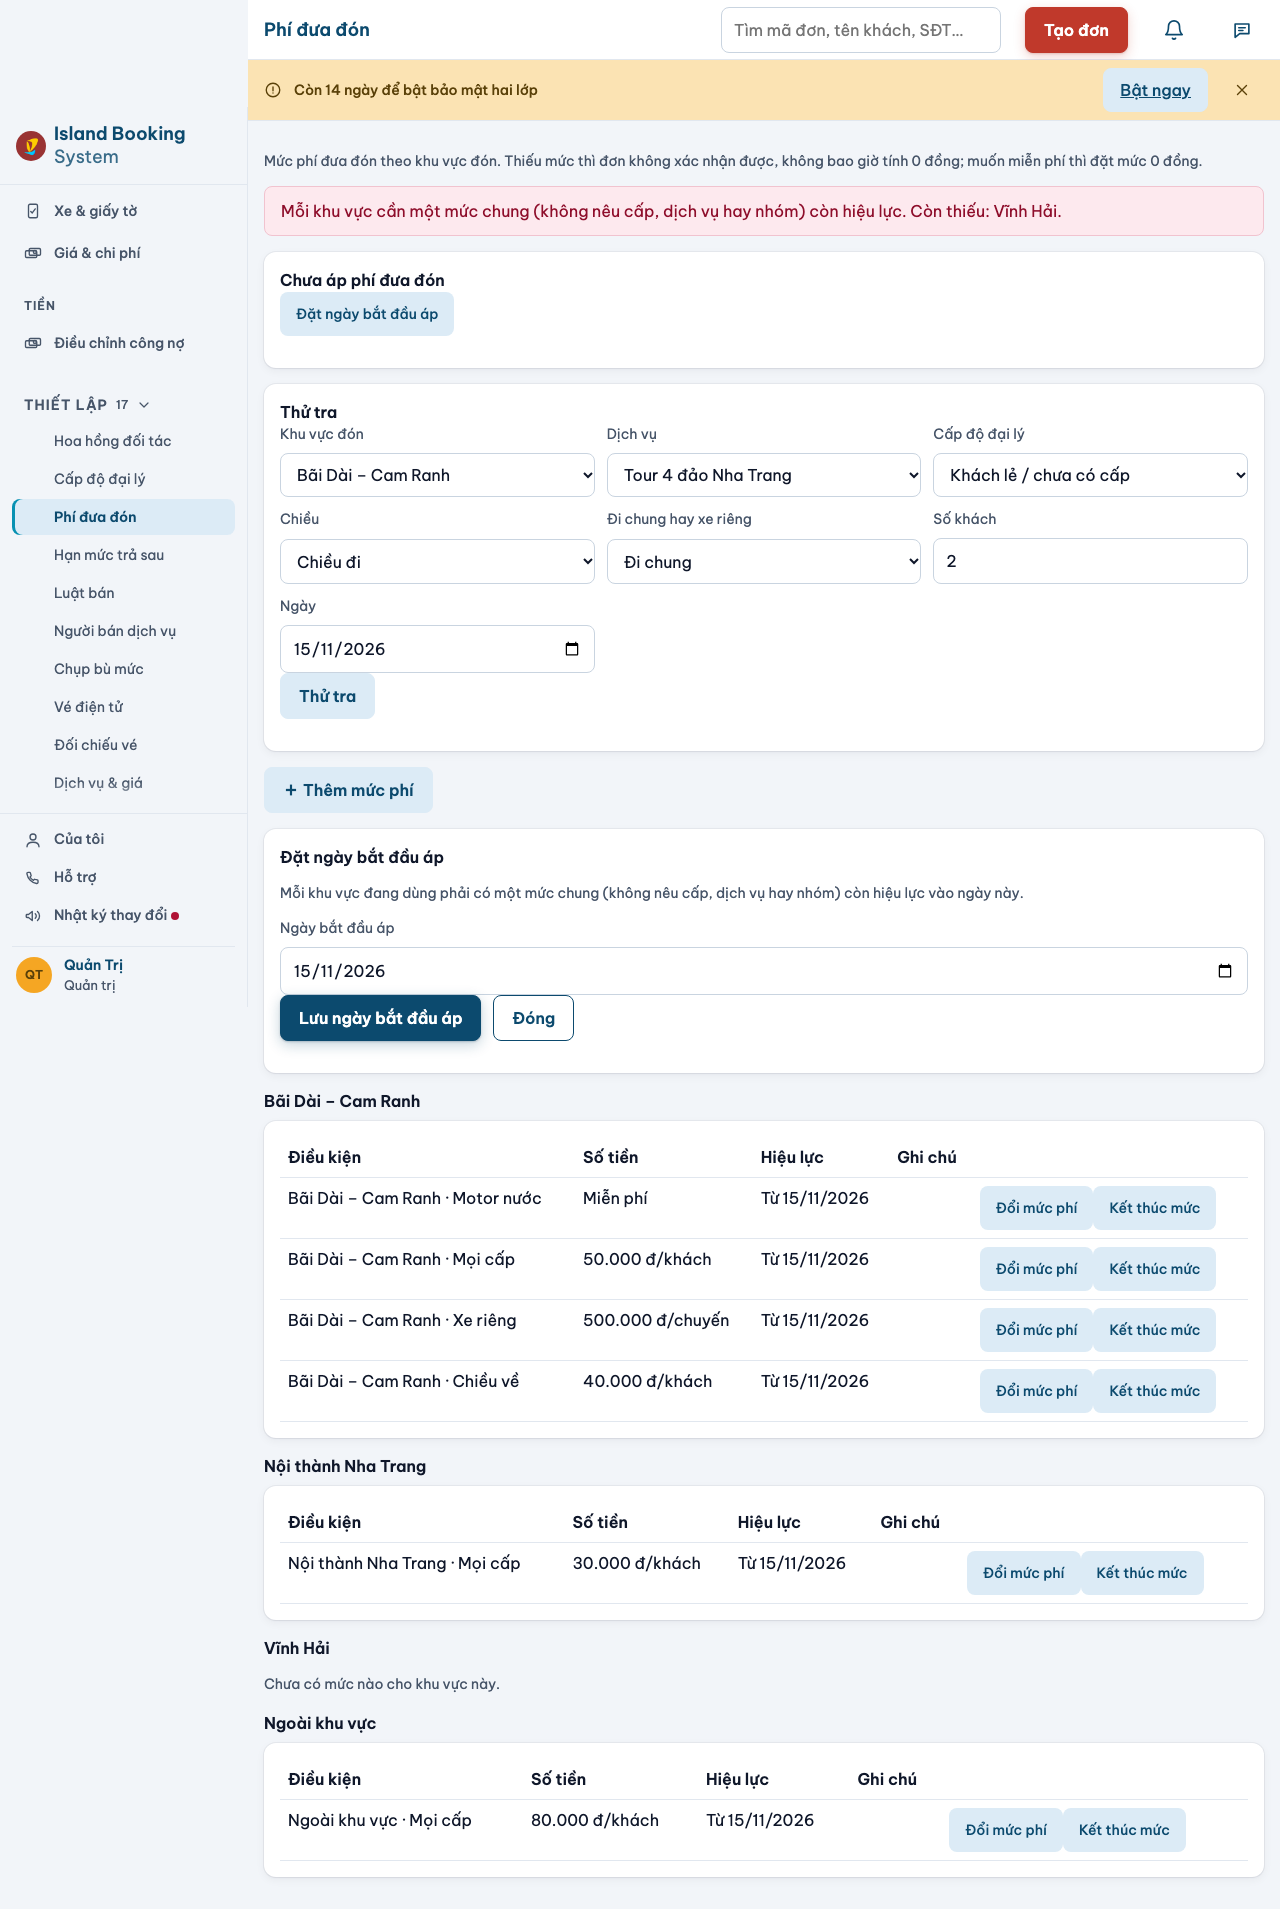 Phí đưa đón
Tìm mã đơn, tên khách, SĐT...
Tạo đơn
Còn 14 ngày để bật bảo mật hai lớp
Bật ngay
Island Booking
System
Xe & giấy tờ
Giá & chi phí
TIỀN
Điều chỉnh công nợ
THIẾT LẬP 17
Hoa hồng đối tác
Cấp độ đại lý
Phí đưa đón
Hạn mức trả sau
Luật bán
Người bán dịch vụ
Chụp bù mức
Vé điện tử
Đối chiếu vé
Dịch vụ & giá
Của tôi
Hỗ trợ
Nhật ký thay đổi
QT
Quản Trị
Quản trị
Mức phí đưa đón theo khu vực đón. Thiếu mức thì đơn không xác nhận được, không bao giờ tính 0 đồng; muốn miễn phí thì đặt mức 0 đồng.
Mỗi khu vực cần một mức chung (không nêu cấp, dịch vụ hay nhóm) còn hiệu lực. Còn thiếu: Vĩnh Hải.
Chưa áp phí đưa đón
Đặt ngày bắt đầu áp
Thử tra
Khu vực đón Dịch vụ Cấp độ đại lý
Bãi Dài – Cam Ranh Tour 4 đảo Nha Trang Khách lẻ / chưa có cấp
Chiều Đi chung hay xe riêng Số khách
Chiều đi Đi chung 2
Ngày
15/11/2026
Thử tra
+ Thêm mức phí
Đặt ngày bắt đầu áp
Mỗi khu vực đang dùng phải có một mức chung (không nêu cấp, dịch vụ hay nhóm) còn hiệu lực vào ngày này.
Ngày bắt đầu áp
15/11/2026
Lưu ngày bắt đầu áp Đóng
Bãi Dài – Cam Ranh
Điều kiện Số tiền Hiệu lực Ghi chú
Bãi Dài – Cam Ranh · Motor nước Miễn phí Từ 15/11/2026 Đổi mức phí Kết thúc mức
Bãi Dài – Cam Ranh · Mọi cấp 50.000 đ/khách Từ 15/11/2026 Đổi mức phí Kết thúc mức
Bãi Dài – Cam Ranh · Xe riêng 500.000 đ/chuyến Từ 15/11/2026 Đổi mức phí Kết thúc mức
Bãi Dài – Cam Ranh · Chiều về 40.000 đ/khách Từ 15/11/2026 Đổi mức phí Kết thúc mức
Nội thành Nha Trang
Điều kiện Số tiền Hiệu lực Ghi chú
Nội thành Nha Trang · Mọi cấp 30.000 đ/khách Từ 15/11/2026 Đổi mức phí Kết thúc mức
Vĩnh Hải
Chưa có mức nào cho khu vực này.
Ngoài khu vực
Điều kiện Số tiền Hiệu lực Ghi chú
Ngoài khu vực · Mọi cấp 80.000 đ/khách Từ 15/11/2026 Đổi mức phí Kết thúc mức